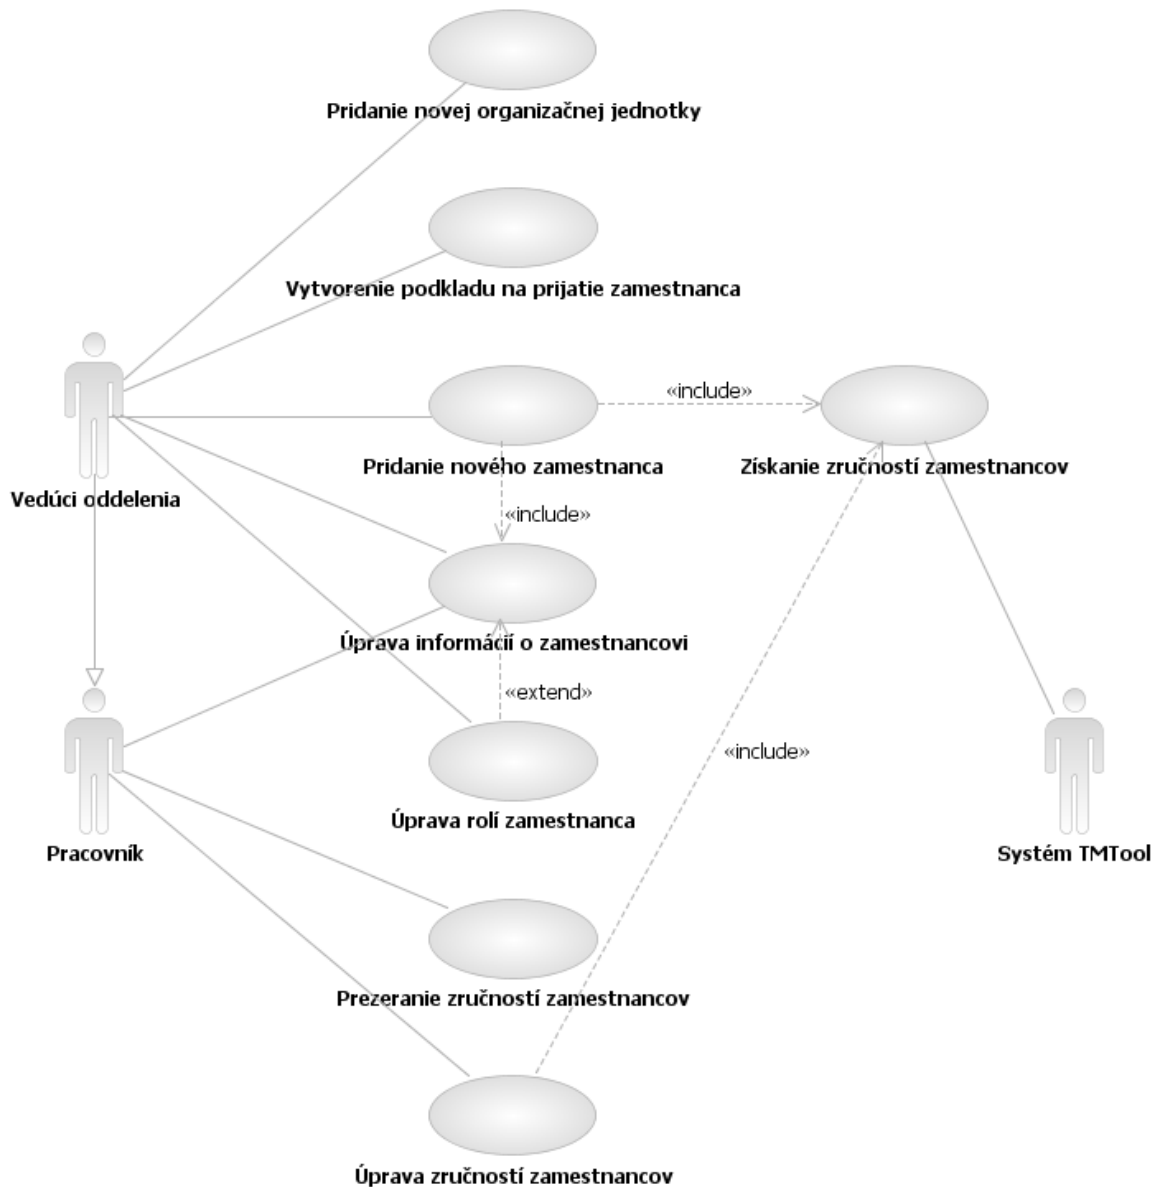 Pridanie novej organizačnej jednotky
Vytvorenie podkladu na prijatie zamestnanca
«include»
Pridanie nového zamestnanca
Získanie zručností zamestnancov
Vedúci oddelenia
«include»
Úprava informácií o zamestnancovi
«extend»
«include»
Úprava rolí zamestnanca
Pracovník
Systém TMTool
Prezeranie zručností zamestnancov
Úprava zručností zamestnancov